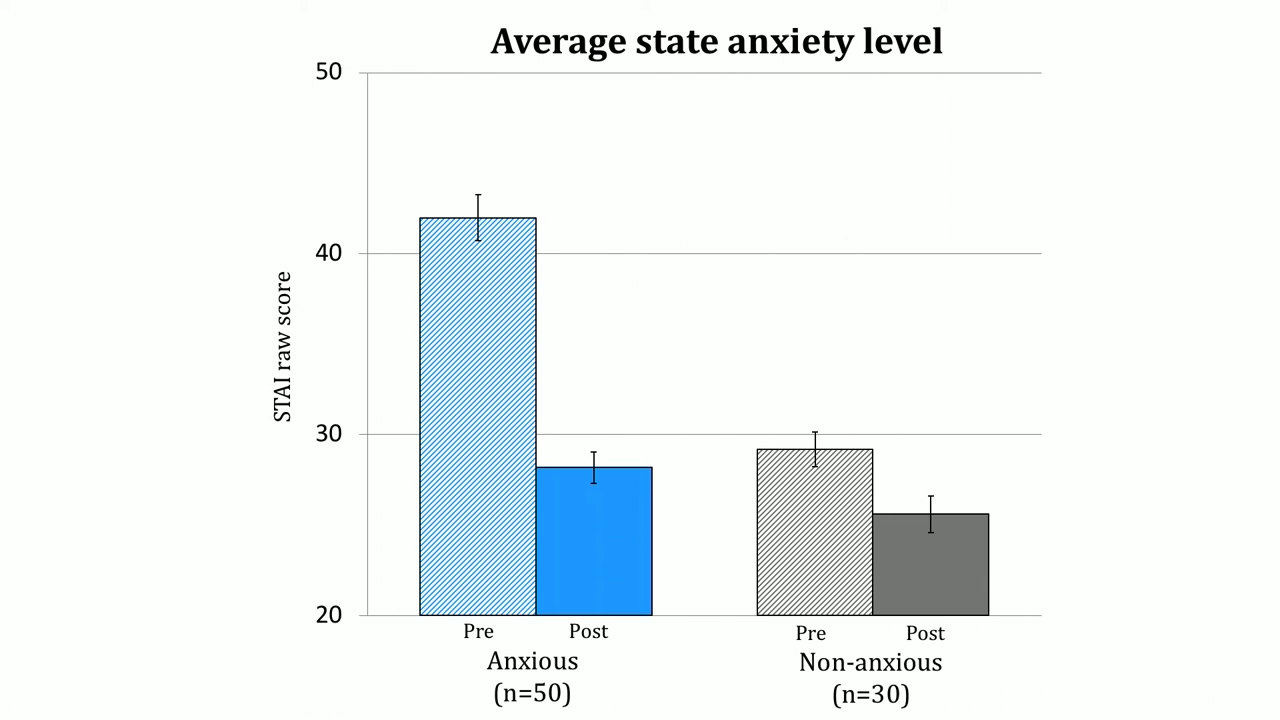 Average state anxiety level
50
40
30
20
STAI raw score
Pre
Post
Anxious
(n=50)
Pre
Post
Non-anxious
(n=30)